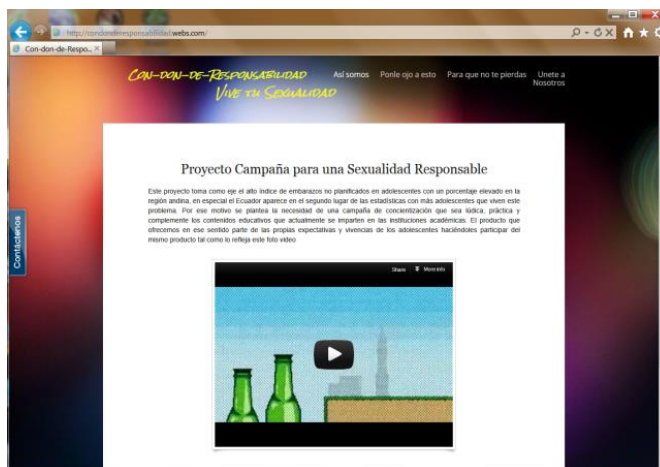 http://condonderesponsabilidad.webs.com/
Con-don-de-Respo...
Con-don-de-Responsabilidad
Vive tu Sexualidad
Así somos
Ponle ojo a esto
Para que no te pierdas
Unete a
Nosotros
Contáctenos
Proyecto Campaña para una Sexualidad Responsable
Este proyecto toma como eje el alto índice de embarazos no planificados en adolescentes con un porcentaje elevado en la
región andina, en especial el Ecuador aparece en el segundo lugar de las estadísticas con más adolescentes que viven este
problema. Por ese motivo se plantea la necesidad de una campaña de concientización que sea lúdica, práctica y
complemente los contenidos educativos que actualmente se imparten en las instituciones académicas. El producto que
ofrecemos en ese sentido parte de las propias expectativas y vivencias de los adolescentes haciéndoles participar del
mismo producto tal como lo refleja este foto video
Share
More info